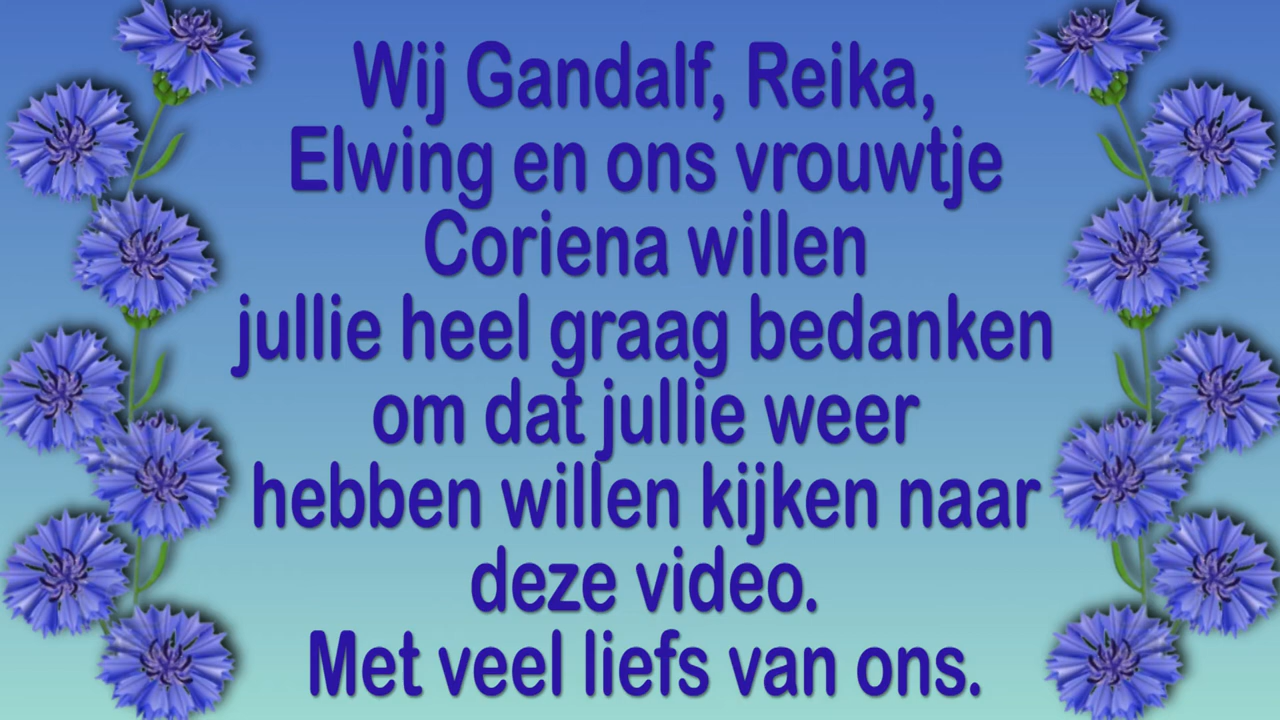 Wij Gandalf, Reika,
Elwing en ons vrouwtje
Coriena willen
jullie heel graag bedanken
om dat jullie weer
hebben willen kijken naar
deze video.
Met veel liefs van ons.